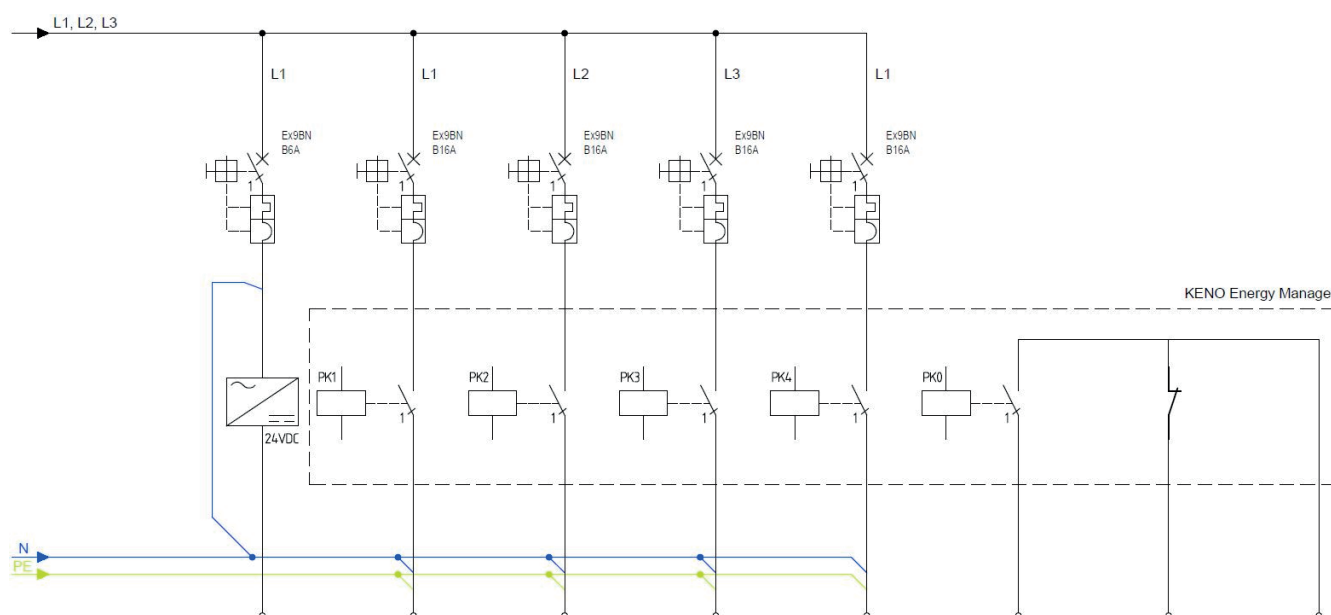 L1, L2, L3
L1
L1
L2
L3
L1
Ex9BN
B6A
Ex9BN
B16A
Ex9BN
B16A
Ex9BN
B16A
Ex9BN
B16A
1
1
1
1
1
KENO Energy Manage
PK1
PK2
PK3
PK4
PK0
1
1
1
1
1
24VDC
N
PE